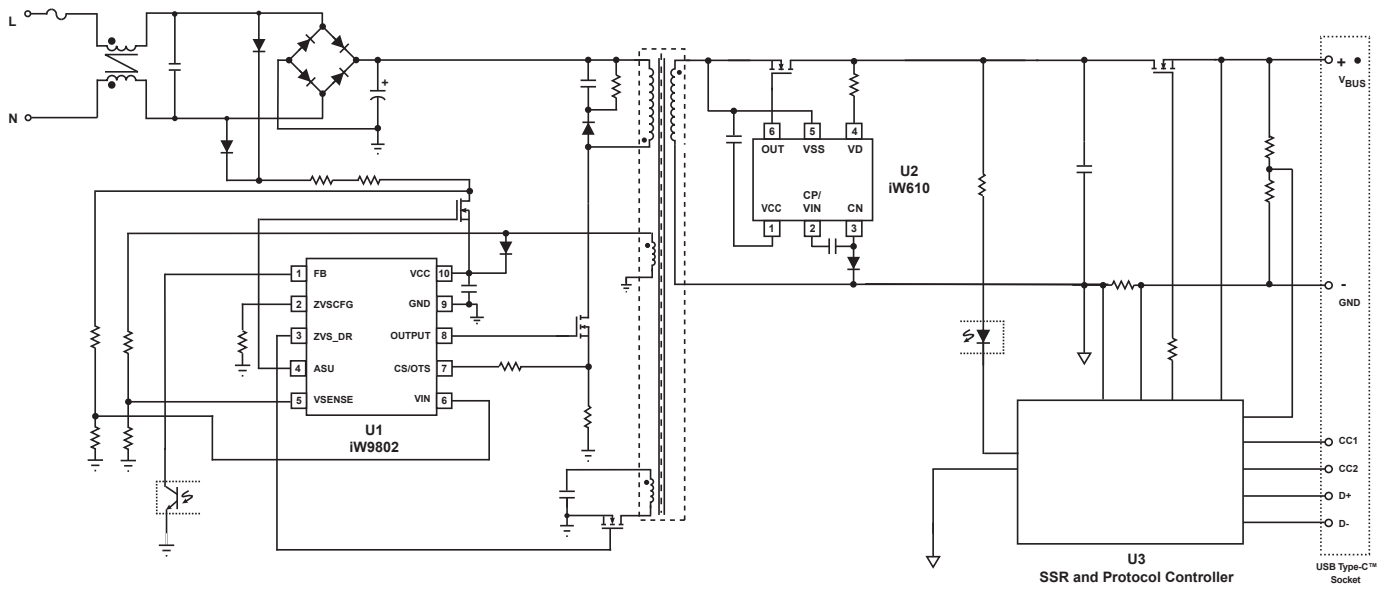 L
N
+
+
VBUS
6
5
4
OUT
VSS
VD
U2
iW610
VCC
CP/
VIN
CN
1
2
3
-
GND
1
FB
VCC
10
2
ZVSCFG
GND
9
3
ZVS_DR
OUTPUT
8
4
ASU
CS/OTS
7
5
VSENSE
VIN
6
U1
iW9802
CC1
CC2
D+
D-
U3
SSR and Protocol Controller
USB Type-C™
Socket